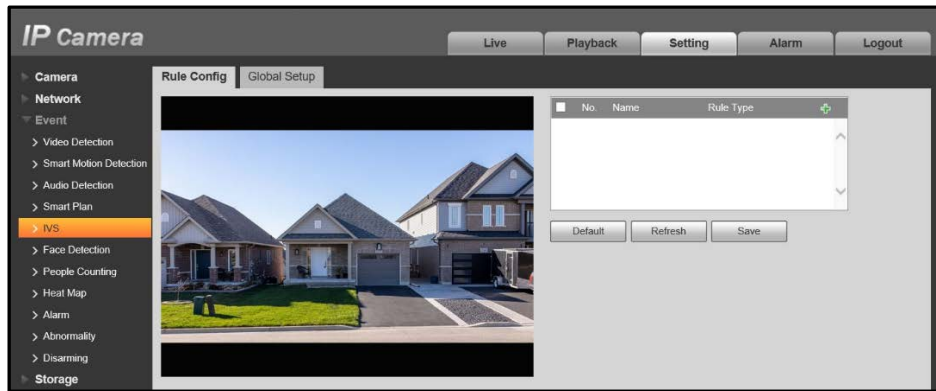 IP Camera
Live Playback Setting Alarm Logout
Camera
Network
Event
Video Detection
Smart Motion Detection
Audio Detection
Smart Plan
IVS
Face Detection
People Counting
Heat Map
Alarm
Abnormality
Disarming
Storage
Rule Config Global Setup
No. Name Rule Type
Default Refresh Save